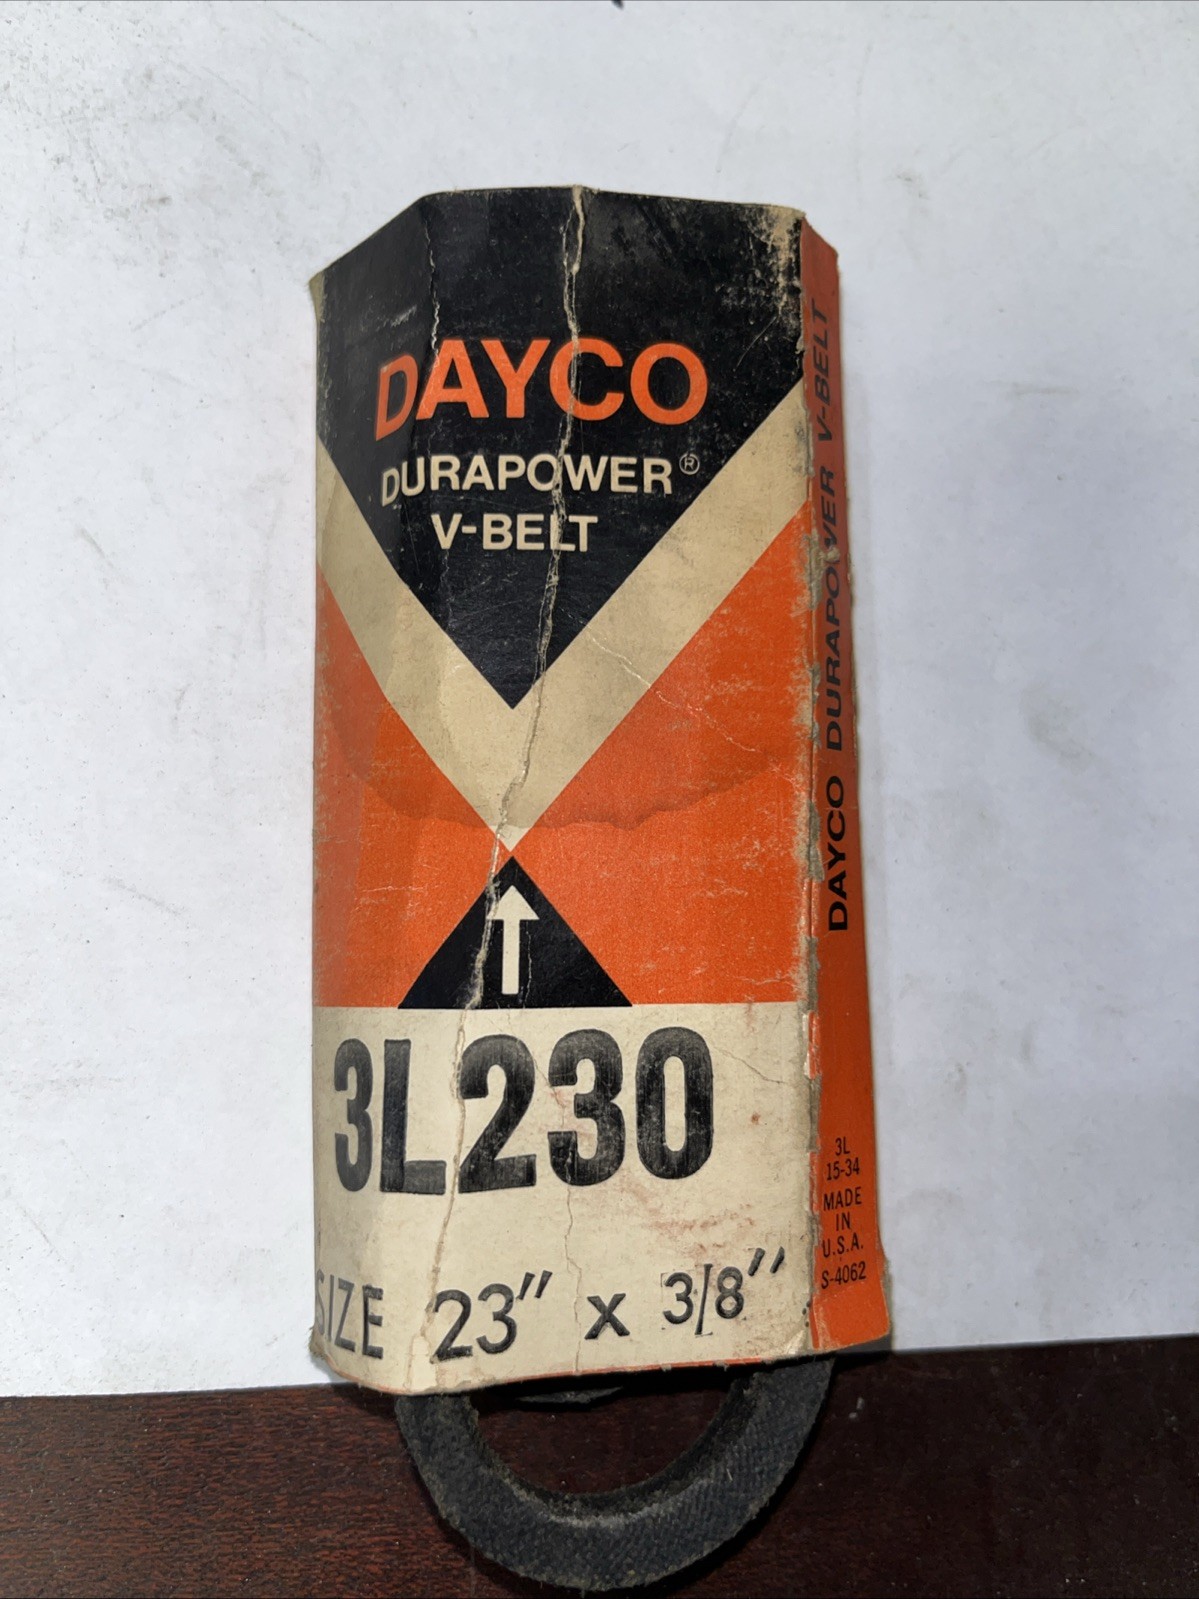 DAYCO
DURAPOWER®
V-BELT
3L230
SIZE 23" x 3/8"
DAYCO DURAPOWER V-BELT
3L
15-34
MADE
IN
U.S.A.
S-4062